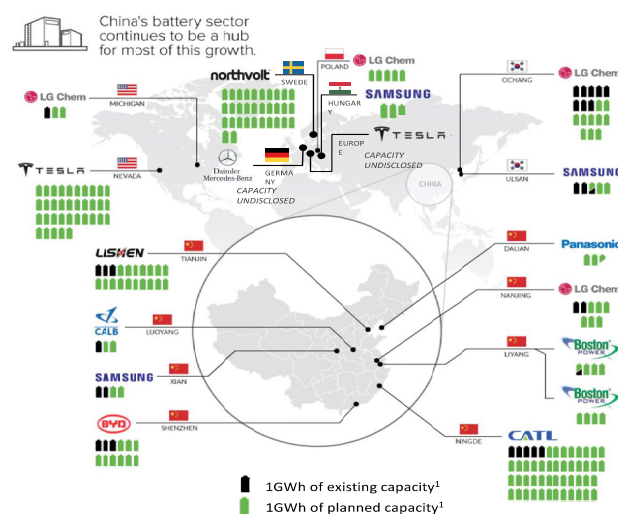 China's battery sector
continues to be a hub
for most of this growth.
LG Chem
MICHIGAN
TESLA
NEVADA
northvolt
SWEDE
POLAND
LG Chem
HUNGAR
Y
SAMSUNG
EUROP
E
TESLA
CAPACITY
UNDISCLOSED
Daimler
Mercedes-Benz
GERMA
NY
CAPACITY
UNDISCLOSED
OCHANG
LG Chem
ULSAN
SAMSUNG
CHINA
LISHEN
TIANJIN
CALB
LUOYANG
SAMSUNG
XIAN
BYD
SHENZHEN
DALIAN
Panasonic
NANJING
LG Chem
LIYANG
Boston
POWER
Boston
POWER
NINGDE
CATL
1GWh of existing capacity1
1GWh of planned capacity1